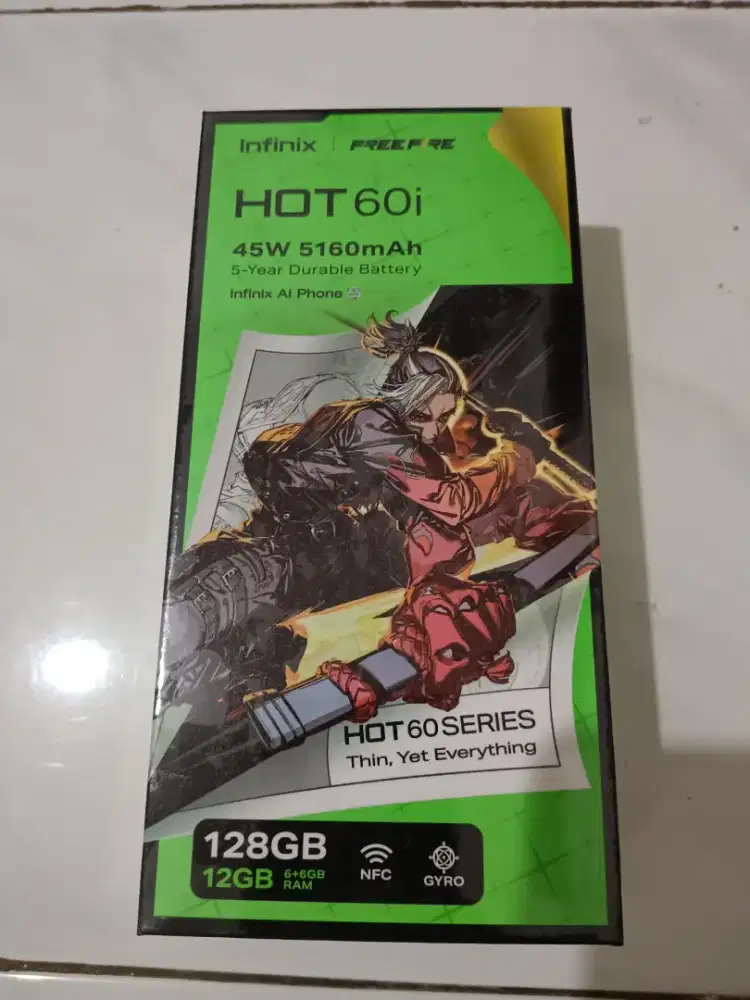 Infinix | FREE FIRE
HOT 60i
45W 5160mAh
5-Year Durable Battery
Infinix AI Phone
HOT 60 SERIES
Thin, Yet Everything
128GB
12GB 6+6GB RAM
NFC
GYRO